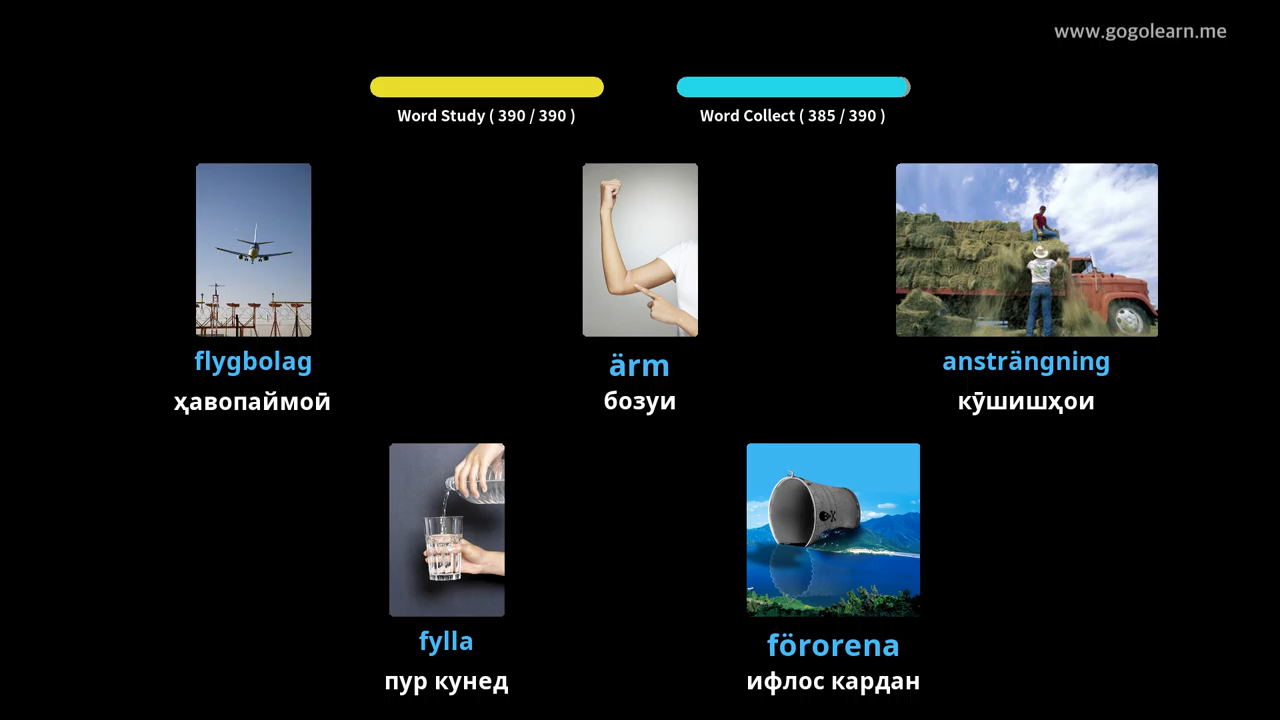 www.gogolearn.me
Word Study ( 390 / 390 )
Word Collect ( 385 / 390 )
flygbolag
ärm
ansträngning
ҳавопаймоӣ
бозуи
кӯшишҳои
fylla
förorena
пур кунед
ифлос кардан